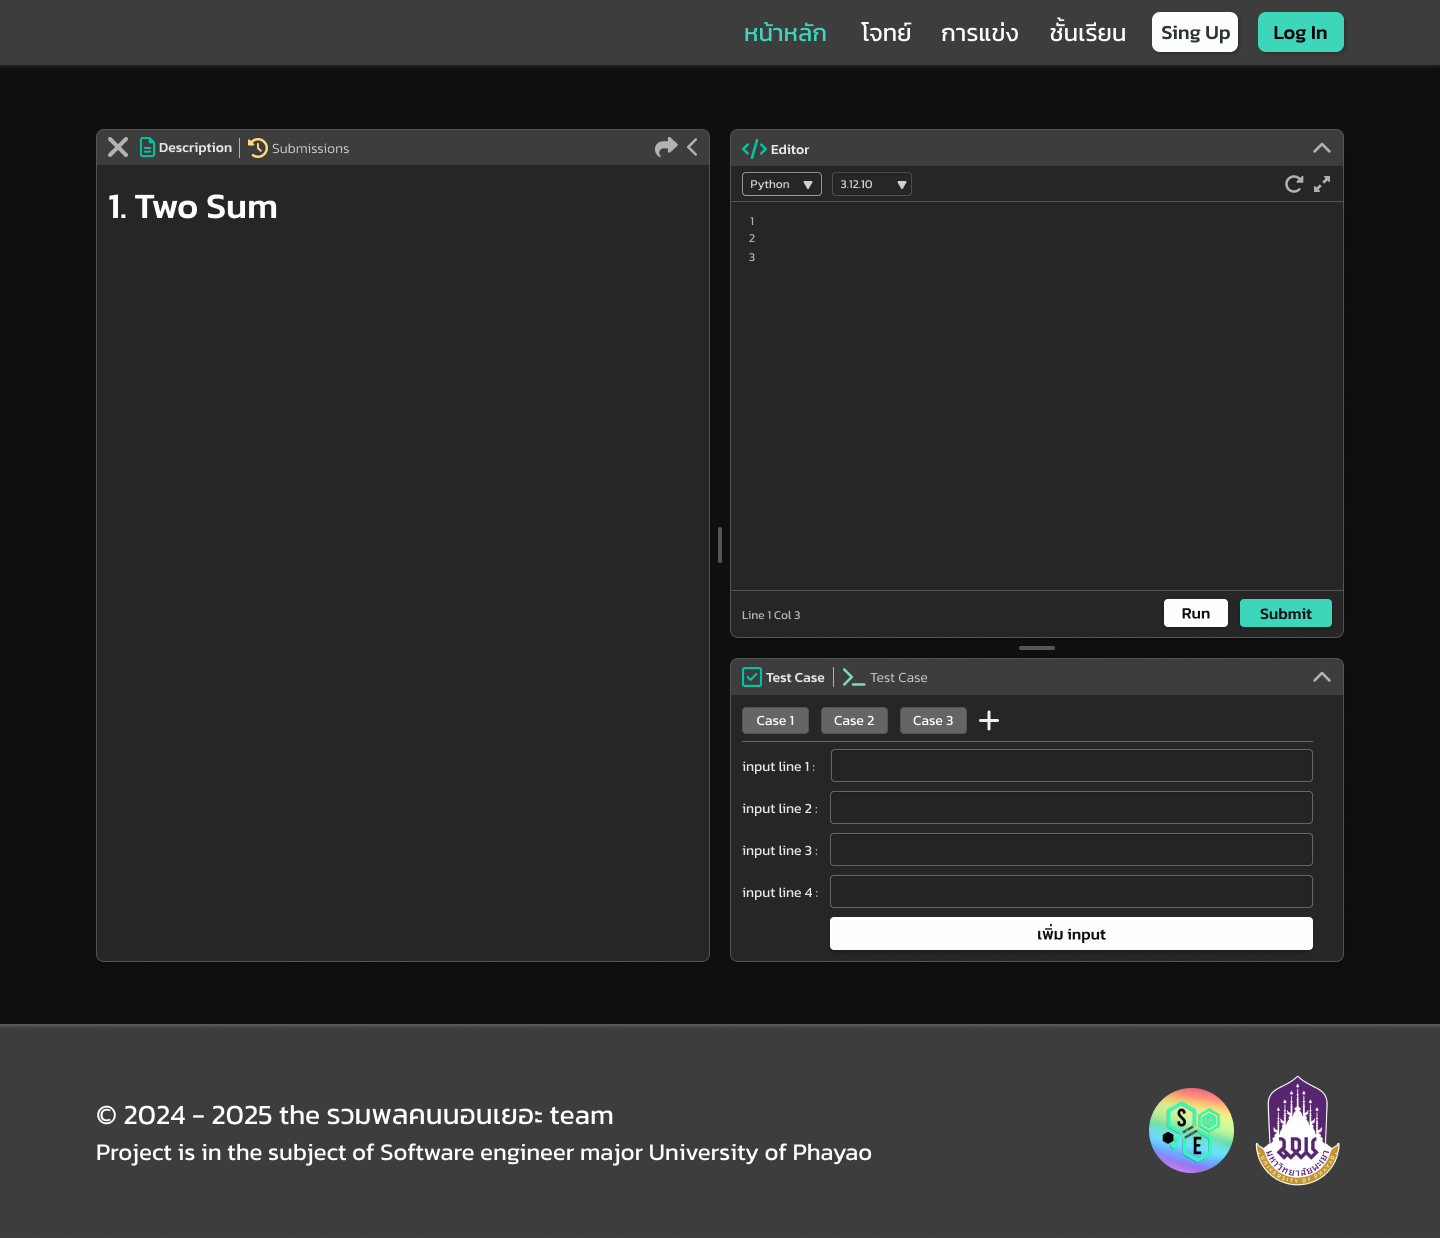 หน้าหลัก โจทย์ การแข่ง ชั้นเรียน Sing Up Log In
Description Submissions
1. Two Sum
Editor
Python 3.12.10
1
2
3
Line 1 Col 3 Run Submit
Test Case Test Case
Case 1 Case 2 Case 3
input line 1 :
input line 2 :
input line 3 :
input line 4 :
เพิ่ม input
© 2024 - 2025 the รวมพลคนนอนเยอะ team
Project is in the subject of Software engineer major University of Phayao
S
E
มหาวิทยาลัยพะเยา
UNIVERSITY OF PHAYAO